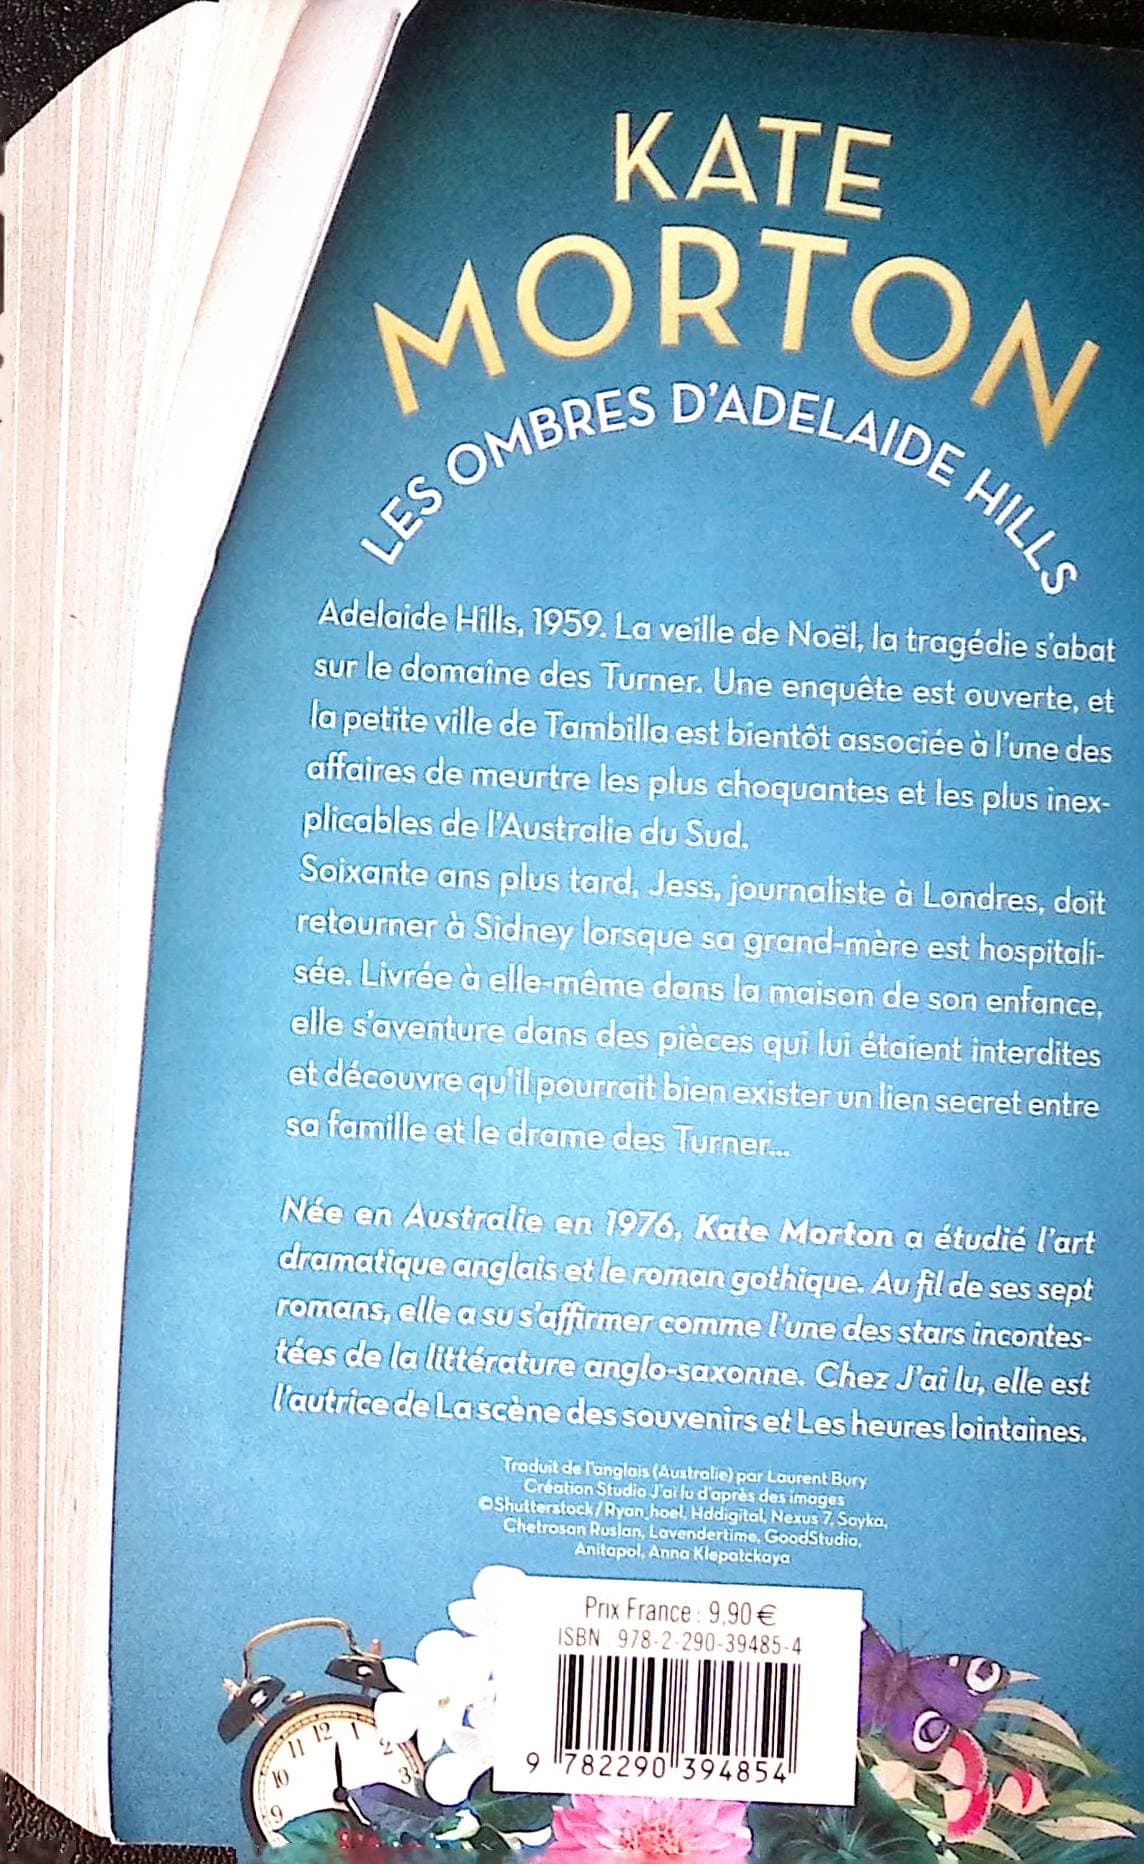 KATE
MORTON
LES OMBRES D'ADELAIDE HILLS
Adelaide Hills, 1959. La veille de Noël, la tragédie s'abat
sur le domaine des Turner. Une enquête est ouverte, et
la petite ville de Tambilla est bientôt associée à l'une des
affaires de meurtre les plus choquantes et les plus inex-
plicables de l'Australie du Sud.
Soixante ans plus tard, Jess, journaliste à Londres, doit
retourner à Sidney lorsque sa grand-mère est hospitali-
sée. Livrée à elle-même dans la maison de son enfance,
elle s'aventure dans des pièces qui lui étaient interdites
et découvre qu'il pourrait bien exister un lien secret entre
sa famille et le drame des Turner...
Née en Australie en 1976, Kate Morton a étudié l'art
dramatique anglais et le roman gothique. Au fil de ses sept
romans, elle a su s'affirmer comme l'une des stars incontes-
tées de la littérature anglo-saxonne. Chez J'ai lu, elle est
l'autrice de La scène des souvenirs et Les heures lointaines.
Traduit de l'anglais (Australie) par Laurent Bury
Création Studio J'ai lu d'après des images
© Shutterstock / Ryan_hoel, Hddigital, Nexus 7, Sayka,
Chetrosan Ruslan, Lavendertime, GoodStudio,
Anitapol, Anna Klepatckaya
Prix France : 9,90 €
ISBN 978-2-290-39485-4
9 782290 394854
11 12 1
10 2
9 3